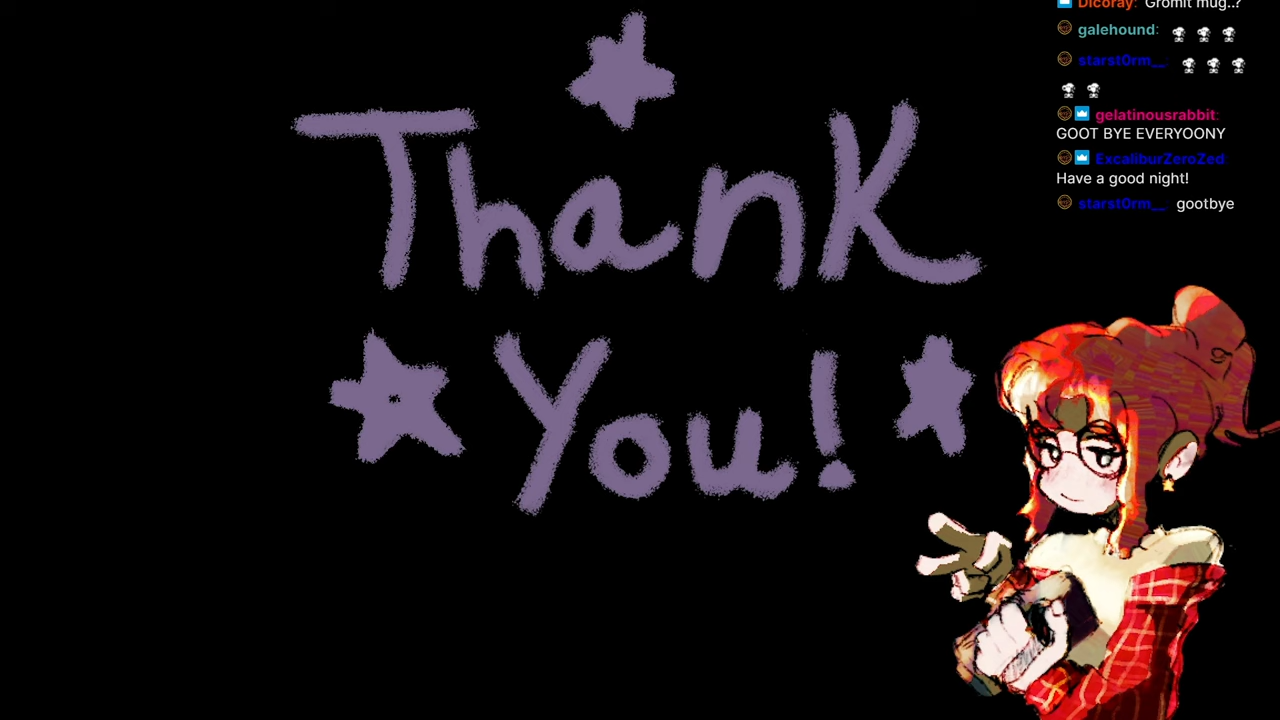 Thank
You!
Dicoray: Gromit mug..?
galehound:
starst0rm__:
gelatinousrabbit:
GOOT BYE EVERYOONY
ExcaliburZeroZed:
Have a good night!
starst0rm__: gootbye